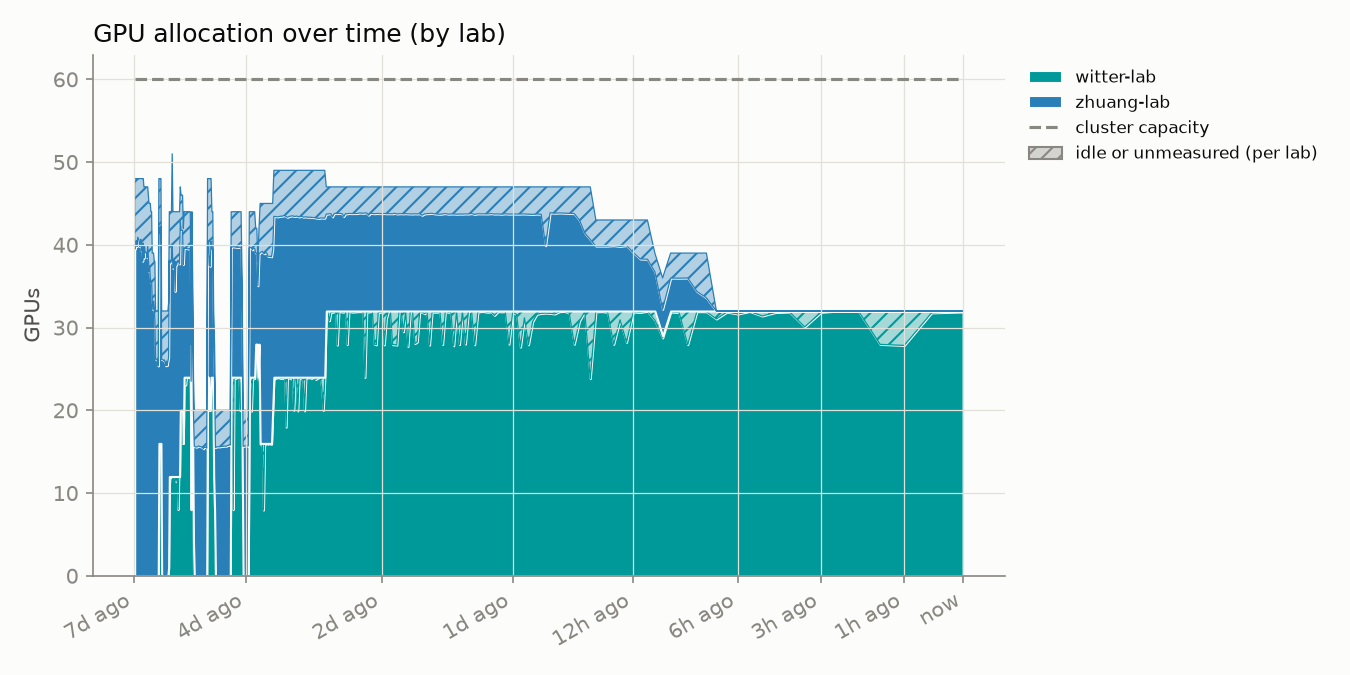 GPU allocation over time (by lab)
GPUs
60
50
40
30
20
10
0
7d ago
4d ago
2d ago
1d ago
12h ago
6h ago
3h ago
1h ago
now
witter-lab
zhuang-lab
cluster capacity
idle or unmeasured (per lab)